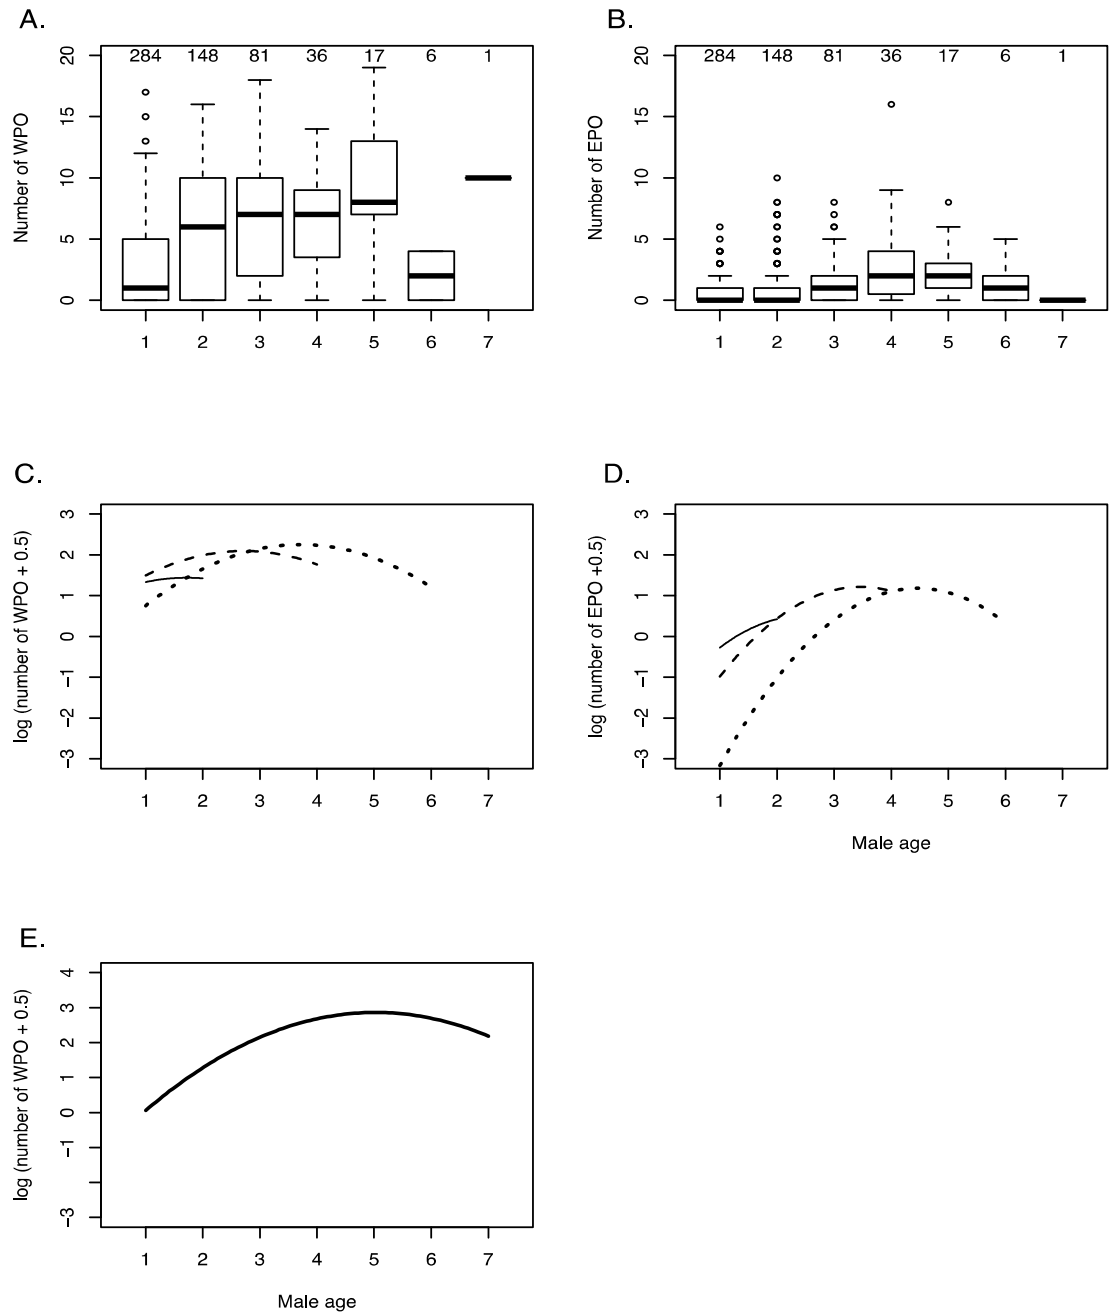 A.
284 148 81 36 17 6 1
20
15
10
5
0
Number of WPO
1 2 3 4 5 6 7
B.
284 148 81 36 17 6 1
20
15
10
5
0
Number of EPO
1 2 3 4 5 6 7
C.
3
2
1
0
−1
−2
−3
log (number of WPO + 0.5)
1 2 3 4 5 6 7
D.
3
2
1
0
−1
−2
−3
log (number of EPO +0.5)
1 2 3 4 5 6 7
Male age
E.
4
3
2
1
0
−1
−3
log (number of WPO + 0.5)
1 2 3 4 5 6 7
Male age